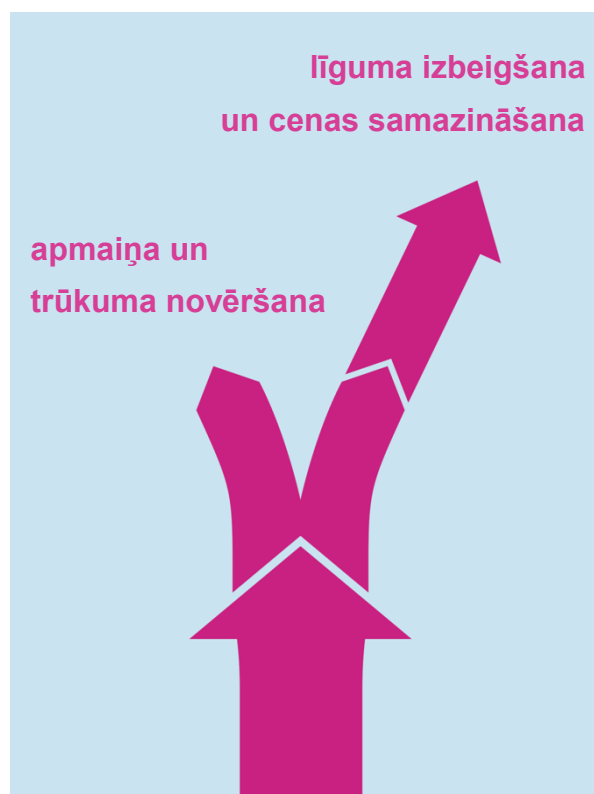 līguma izbeigšana
un cenas samazināšana
apmaiņa un
trūkuma novēršana